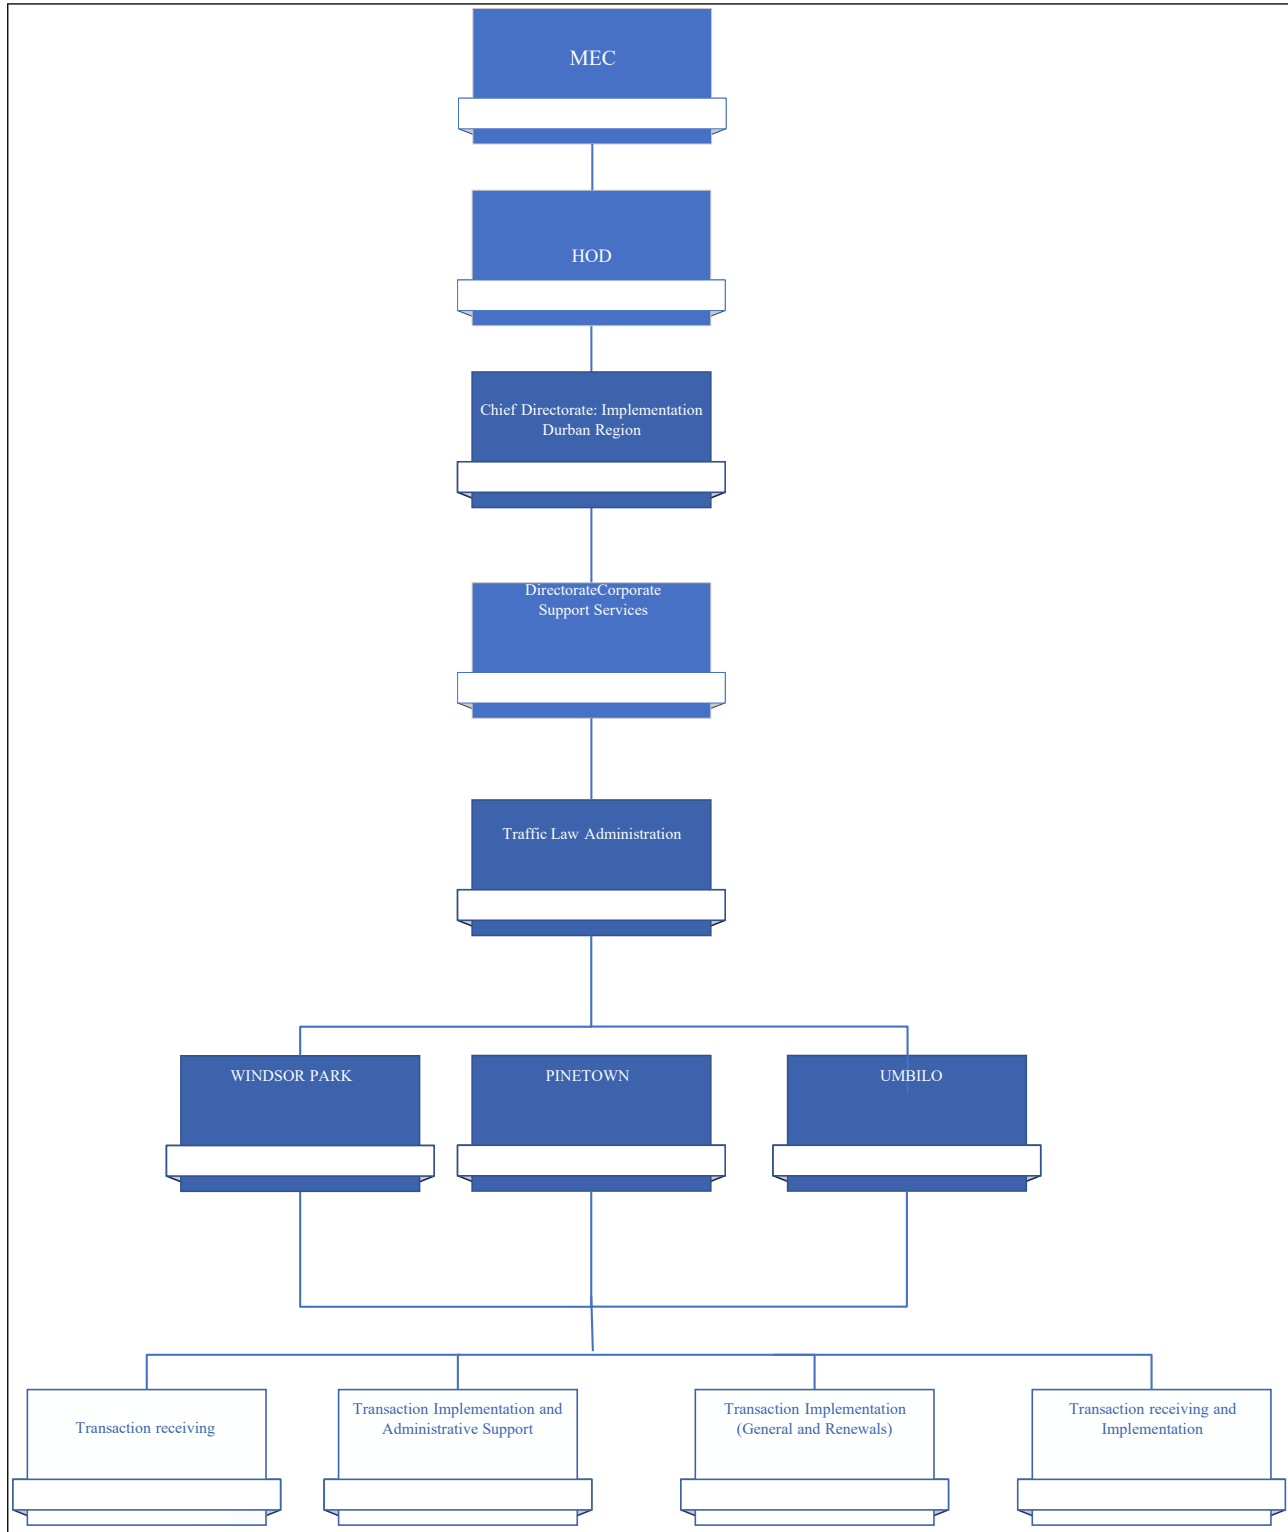 MEC
HOD
Chief Directorate: Implementation
Durban Region
DirectorateCorporate
Support Services
Traffic Law Administration
WINDSOR PARK
PINETOWN
UMBILO
Transaction receiving
Transaction Implementation and
Administrative Support
Transaction Implementation
(General and Renewals)
Transaction receiving and
Implementation